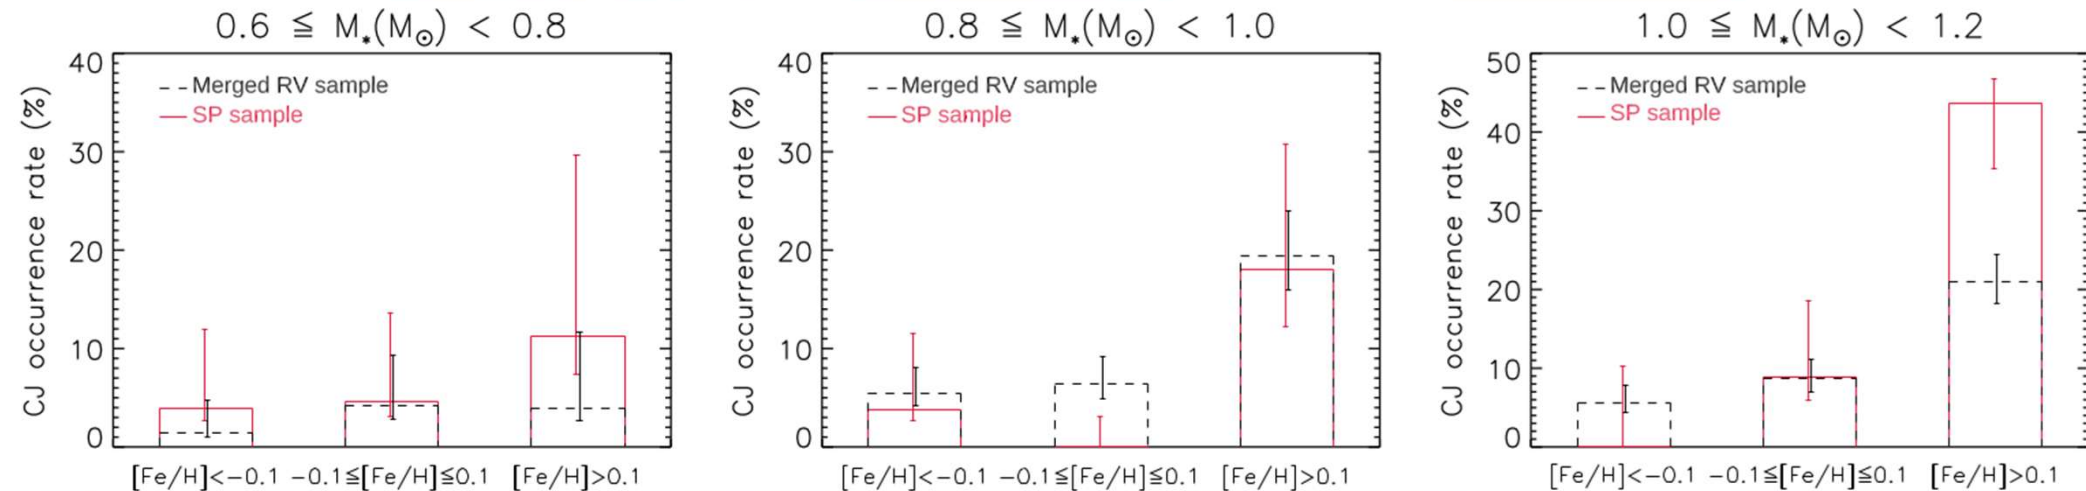 0.6 ≦ M⁎(M⊙) < 0.8
CJ occurrence rate (%)
40
30
20
10
0
Merged RV sample
SP sample
[Fe/H]<−0.1 −0.1≦[Fe/H]≦0.1 [Fe/H]>0.1
0.8 ≦ M⁎(M⊙) < 1.0
CJ occurrence rate (%)
40
30
20
10
0
Merged RV sample
SP sample
[Fe/H]<−0.1 −0.1≦[Fe/H]≦0.1 [Fe/H]>0.1
1.0 ≦ M⁎(M⊙) < 1.2
CJ occurrence rate (%)
50
40
30
20
10
0
Merged RV sample
SP sample
[Fe/H]<−0.1 −0.1≦[Fe/H]≦0.1 [Fe/H]>0.1